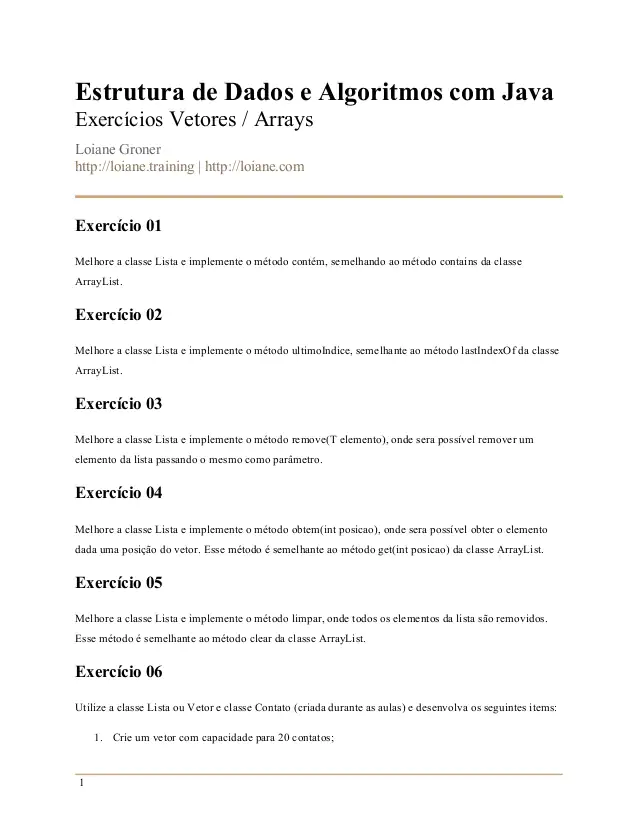 Estrutura de Dados e Algoritmos com Java
Exercícios Vetores / Arrays
Loiane Groner
http://loiane.training | http://loiane.com
Exercício 01
Melhore a classe Lista e implemente o método contém, semelhando ao método contains da classe
ArrayList.
Exercício 02
Melhore a classe Lista e implemente o método ultimoIndice, semelhante ao método lastIndexOf da classe
ArrayList.
Exercício 03
Melhore a classe Lista e implemente o método remove(T elemento), onde sera possível remover um
elemento da lista passando o mesmo como parâmetro.
Exercício 04
Melhore a classe Lista e implemente o método obtem(int posicao), onde sera possível obter o elemento
dada uma posição do vetor. Esse método é semelhante ao método get(int posicao) da classe ArrayList.
Exercício 05
Melhore a classe Lista e implemente o método limpar, onde todos os elementos da lista são removidos.
Esse método é semelhante ao método clear da classe ArrayList.
Exercício 06
Utilize a classe Lista ou Vetor e classe Contato (criada durante as aulas) e desenvolva os seguintes items:
1. Crie um vetor com capacidade para 20 contatos;
1